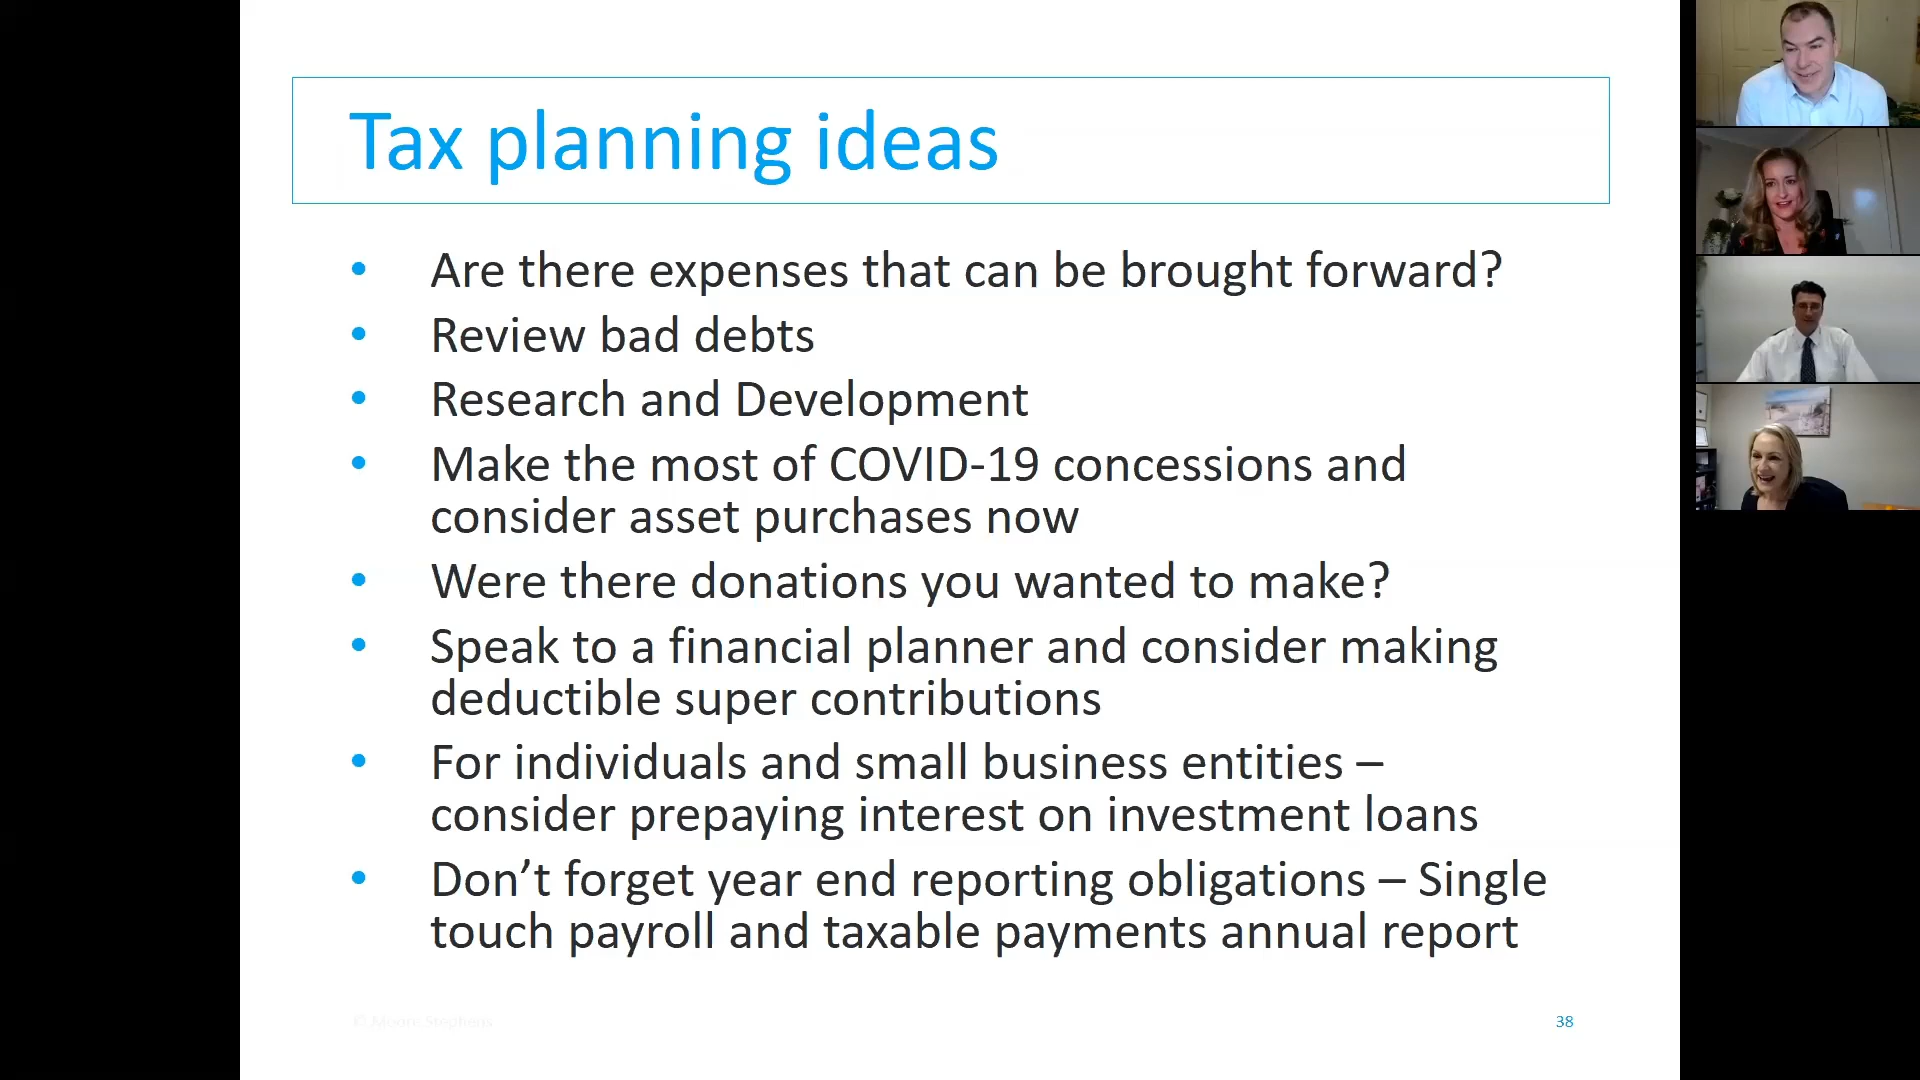 Tax planning ideas
• Are there expenses that can be brought forward?
• Review bad debts
• Research and Development
• Make the most of COVID-19 concessions and
consider asset purchases now
• Were there donations you wanted to make?
• Speak to a financial planner and consider making
deductible super contributions
• For individuals and small business entities –
consider prepaying interest on investment loans
• Don’t forget year end reporting obligations – Single
touch payroll and taxable payments annual report
© Moore Stephens
38